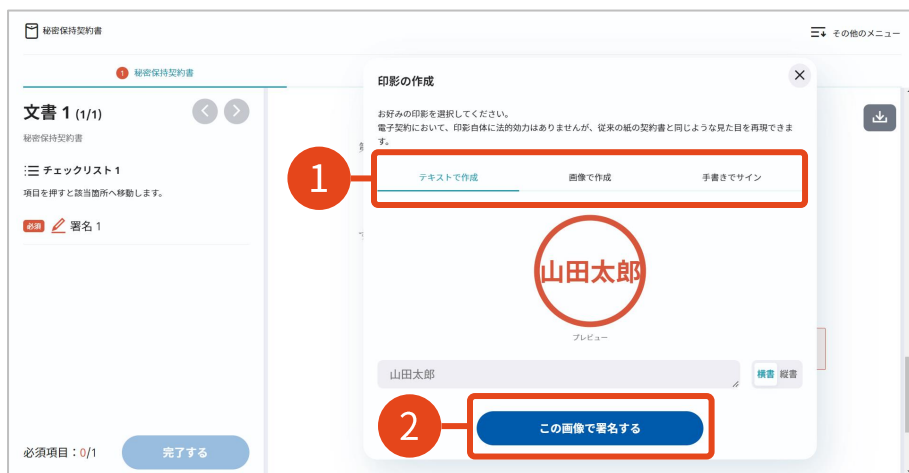 秘密保持契約書
その他のメニュー
1 秘密保持契約書
文書 1 (1/1)
秘密保持契約書
チェックリスト 1
項目を押すと該当箇所へ移動します。
必須 署名 1
必須項目：0/1
完了する
印影の作成
お好みの印影を選択してください。
電子契約において、印影自体に法的効力はありませんが、従来の紙の契約書と同じような見た目を再現できま
す。
1
テキストで作成 画像で作成 手書きでサイン
山田太郎
プレビュー
山田太郎
横書 縦書
2
この画像で署名する